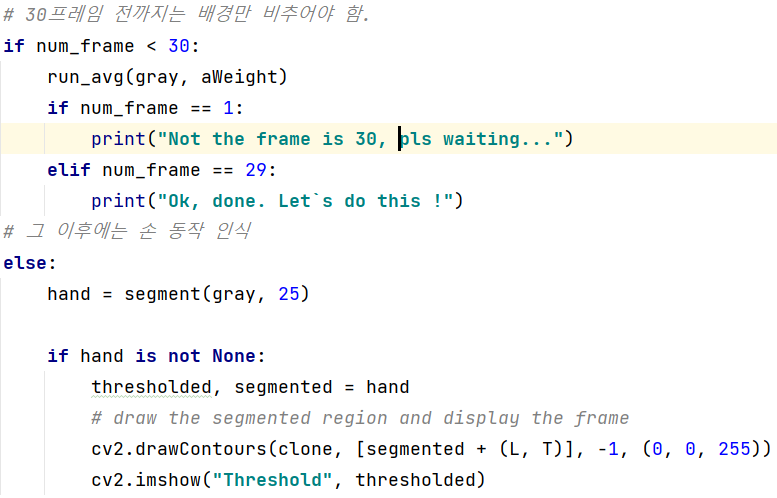 # 30프레임 전까지는 배경만 비추어야 함.
if num_frame < 30:
    run_avg(gray, aWeight)
    if num_frame == 1:
        print("Not the frame is 30, pls waiting...")
    elif num_frame == 29:
        print("Ok, done. Let`s do this !")
# 그 이후에는 손 동작 인식
else:
    hand = segment(gray, 25)
    if hand is not None:
        thresholded, segmented = hand
        # draw the segmented region and display the frame
        cv2.drawContours(clone, [segmented + (L, T)], -1, (0, 0, 255))
        cv2.imshow("Threshold", thresholded)